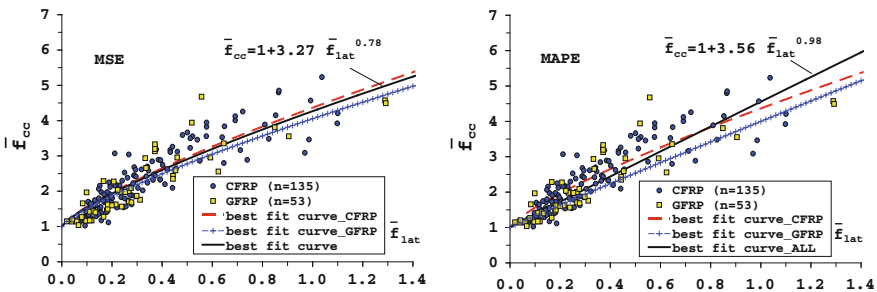 7
6
5
4
3
2
1
0
MSE
f̅cc=1+3.27 f̅lat^0.78
f̅cc
CFRP (n=135)
GFRP (n=53)
best fit curve_CFRP
best fit curve_GFRP
best fit curve
f̅lat
0.0 0.2 0.4 0.6 0.8 1.0 1.2 1.4
7
6
5
4
3
2
1
0
MAPE
f̅cc=1+3.56 f̅lat^0.98
f̅cc
CFRP (n=135)
GFRP (n=53)
best fit curve_CFRP
best fit curve_GFRP
best fit curve_ALL
f̅lat
0.0 0.2 0.4 0.6 0.8 1.0 1.2 1.4